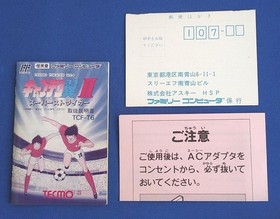 キャプテン翼II
スーパーストライカー
取扱説明書
TCF-T6
TECMO
107-
東京都港区南青山6-11-1
スリーエフ南青山ビル
株式会社アスキー HSP
ファミリーコンピュータ 係行
ご注意
ご使用後は、ACアダプタを
コンセントから、必ず抜いて
おいてください。